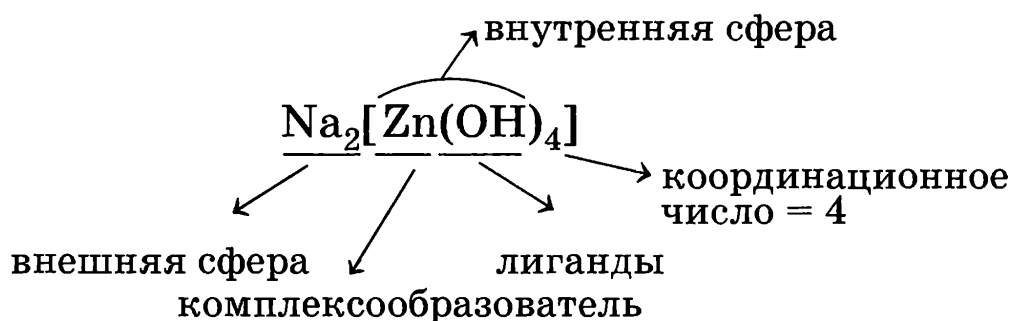 внутренняя сфера
Na₂[Zn(OH)₄]
координационное
число = 4
внешняя сфера
лиганды
комплексообразователь